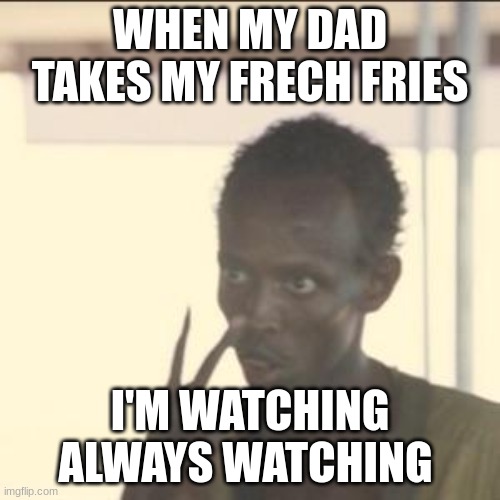 WHEN MY DAD
TAKES MY FRECH FRIES
I'M WATCHING
ALWAYS WATCHING
imgflip.com